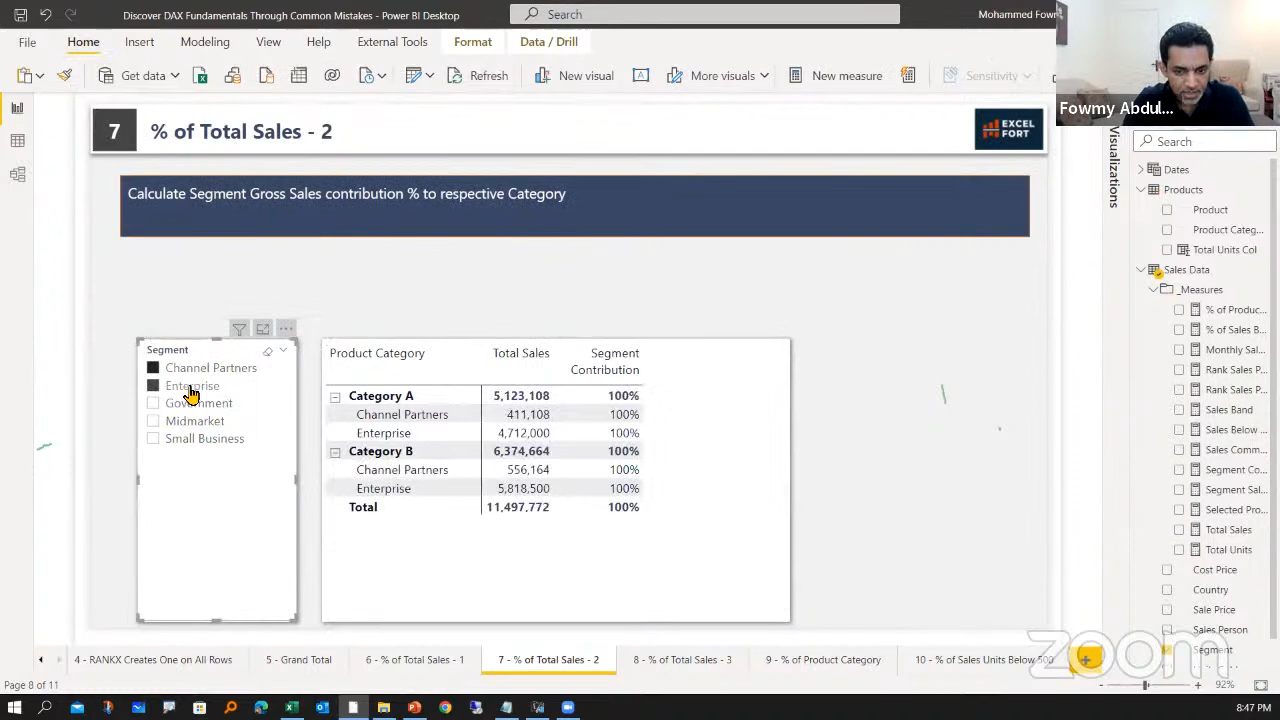 Discover DAX Fundamentals Through Common Mistakes - Power BI Desktop
Search
Mohammed Fown
File
Home
Insert
Modeling
View
Help
External Tools
Format
Data / Drill
Get data
Refresh
New visual
More visuals
New measure
Sensitivity
Fowmy Abdul...
7
% of Total Sales - 2
EXCEL
FORT
Calculate Segment Gross Sales contribution % to respective Category
Segment
Channel Partners
Enterprise
Government
Midmarket
Small Business
Product Category Total Sales Segment
Contribution
Category A 5,123,108 100%
Channel Partners 411,108 100%
Enterprise 4,712,000 100%
Category B 6,374,664 100%
Channel Partners 556,164 100%
Enterprise 5,818,500 100%
Total 11,497,772 100%
Visualizations
Search
Dates
Products
Product
Product Categ...
Total Units Col
Sales Data
_Measures
% of Produc...
% of Sales B...
Monthly Sal...
Rank Sales P...
Rank Sales P...
Sales Band
Sales Below ...
Sales Comm...
Segment Co...
Segment Sal...
Selected Pro...
Total Sales
Total Units
Cost Price
Country
Sale Price
Sales Person
Segment
zoom
4 - RANKX Creates One on All Rows
5 - Grand Total
6 - % of Total Sales - 1
7 - % of Total Sales - 2
8 - % of Total Sales - 3
9 - % of Product Category
10 - % of Sales Units Below 500
Page 8 of 11
92%
8:47 PM